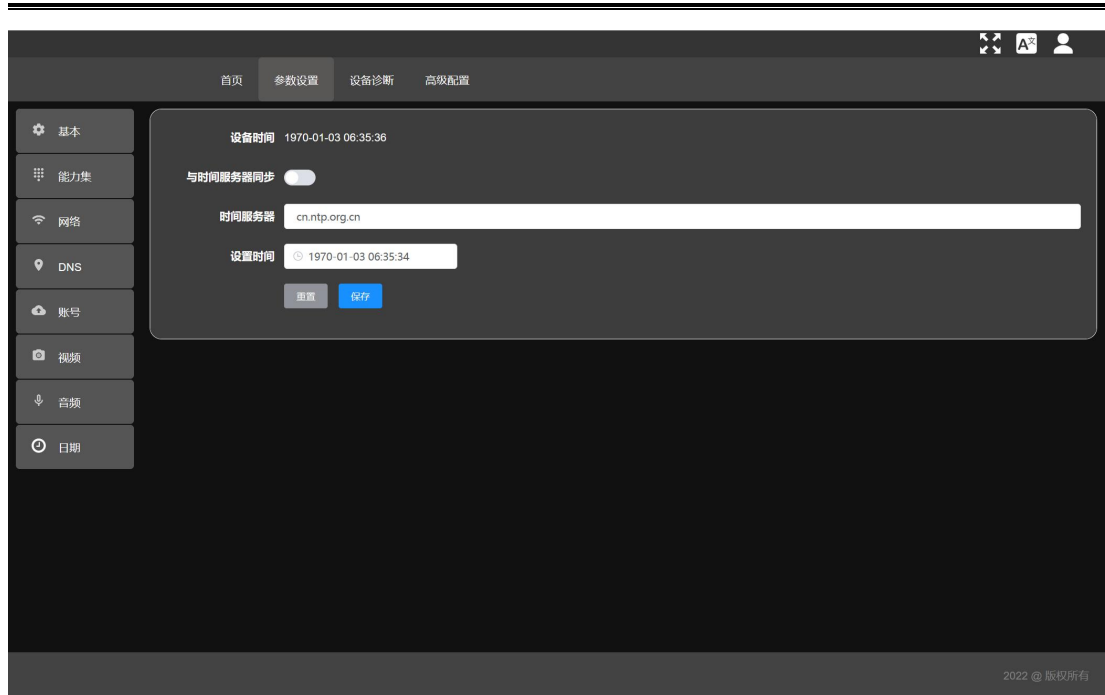 A文
首页 参数设置 设备诊断 高级配置
基本
能力集
网络
DNS
账号
视频
音频
日期
设备时间 1970-01-03 06:35:36
与时间服务器同步
时间服务器 cn.ntp.org.cn
设置时间 1970-01-03 06:35:34
重置 保存
2022 @ 版权所有